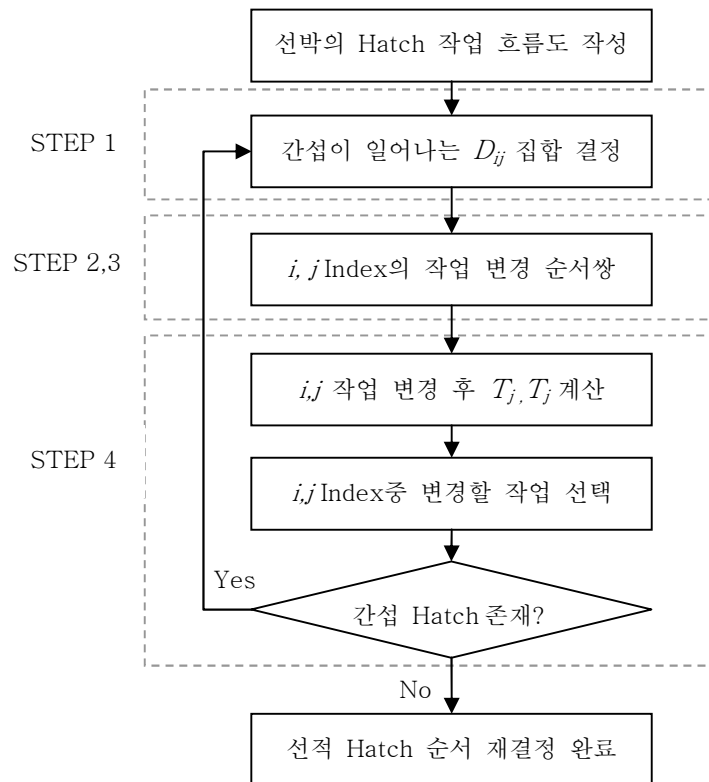 선박의 Hatch 작업 흐름도 작성
STEP 1
간섭이 일어나는 D_ij 집합 결정
STEP 2,3
i, j Index의 작업 변경 순서쌍
i,j 작업 변경 후 T_j , T_j 계산
STEP 4
i,j Index중 변경할 작업 선택
Yes
간섭 Hatch 존재?
No
선적 Hatch 순서 재결정 완료